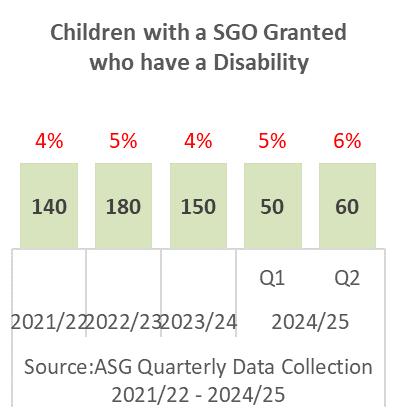 Children with a SGO Granted
who have a Disability
4% 5% 4% 5% 6%
140 180 150 50 60
Q1 Q2
2021/22 2022/23 2023/24 2024/25
Source:ASG Quarterly Data Collection
2021/22 - 2024/25